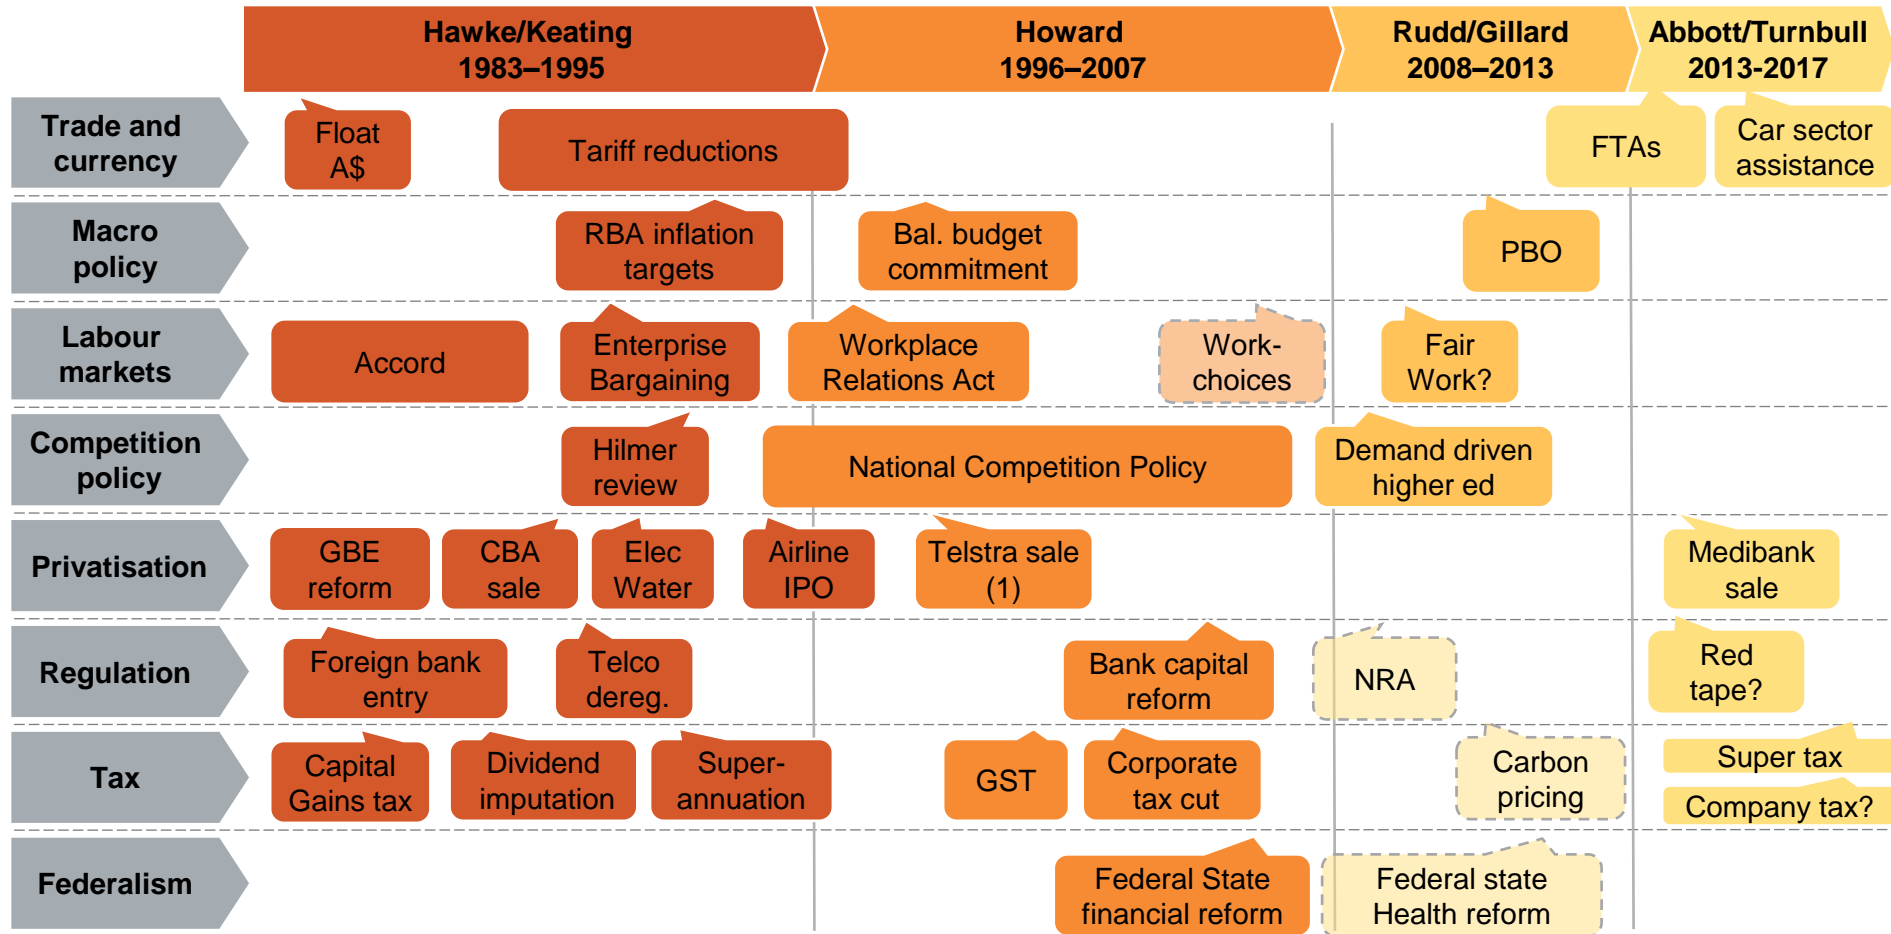 Hawke/Keating
1983–1995
Howard
1996–2007
Rudd/Gillard
2008–2013
Abbott/Turnbull
2013-2017
Trade and
currency
Float
A$
Tariff reductions
FTAs
Car sector
assistance
Macro
policy
RBA inflation
targets
Bal. budget
commitment
PBO
Labour
markets
Accord
Enterprise
Bargaining
Workplace
Relations Act
Work-
choices
Fair
Work?
Competition
policy
Hilmer
review
National Competition Policy
Demand driven
higher ed
Privatisation
GBE
reform
CBA
sale
Elec
Water
Airline
IPO
Telstra sale
(1)
Medibank
sale
Regulation
Foreign bank
entry
Telco
dereg.
Bank capital
reform
NRA
Red
tape?
Tax
Capital
Gains tax
Dividend
imputation
Super-
annuation
GST
Corporate
tax cut
Carbon
pricing
Super tax
Company tax?
Federalism
Federal State
financial reform
Federal state
Health reform